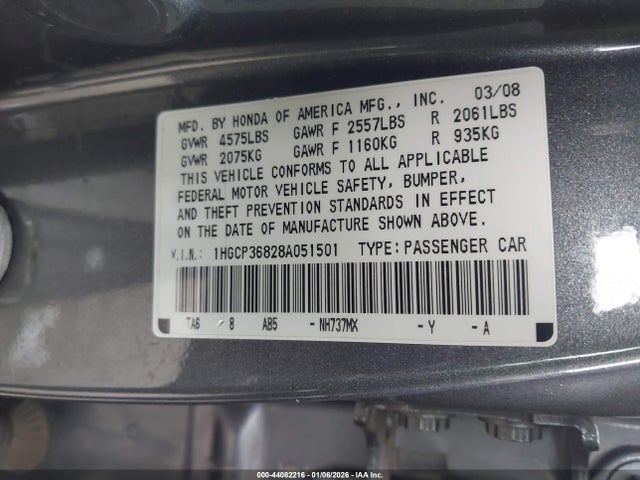 MFD. BY HONDA OF AMERICA MFG., INC. 03/08
GVWR 4575LBS GAWR F 2557LBS R 2061LBS
GVWR 2075KG GAWR F 1160KG R 935KG
THIS VEHICLE CONFORMS TO ALL APPLICABLE
FEDERAL MOTOR VEHICLE SAFETY, BUMPER,
AND THEFT PREVENTION STANDARDS IN EFFECT
ON THE DATE OF MANUFACTURE SHOWN ABOVE.
V.I.N.: 1HGCP36828A051501 TYPE:PASSENGER CAR
TA6 / 8 AB5 -NH737MX -Y -A
000-44082216 - 01/06/2026 - IAA Inc.